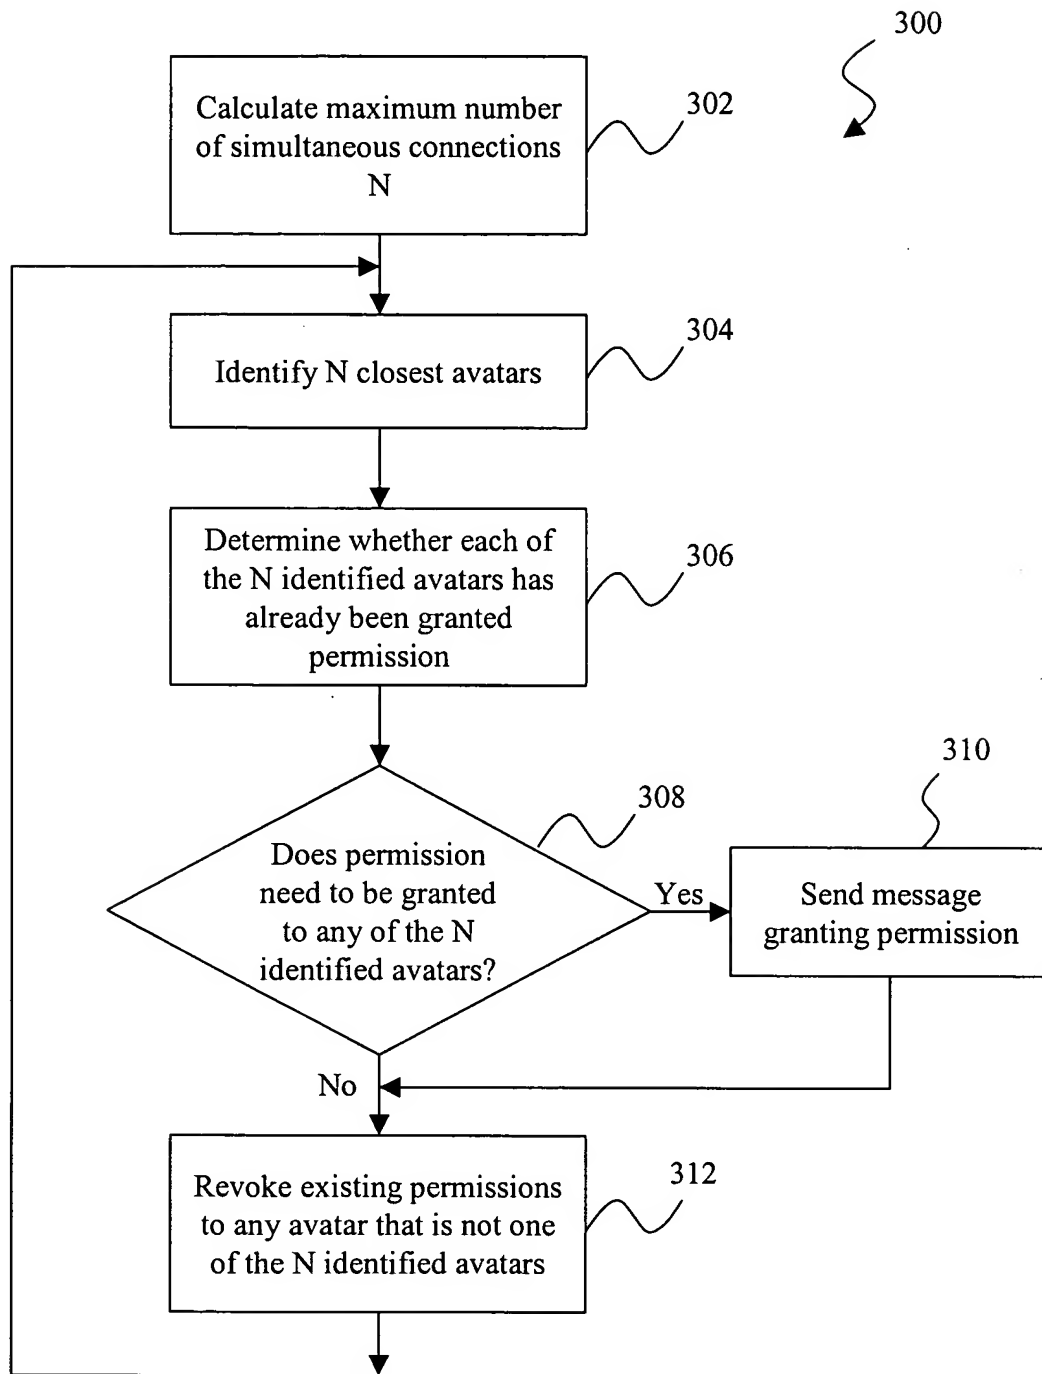 300
Calculate maximum number
of simultaneous connections
N
302
304
Identify N closest avatars
Determine whether each of
the N identified avatars has
already been granted
permission
306
308
310
Does permission
need to be granted
to any of the N
identified avatars?
Yes
Send message
granting permission
No
Revoke existing permissions
to any avatar that is not one
of the N identified avatars
312